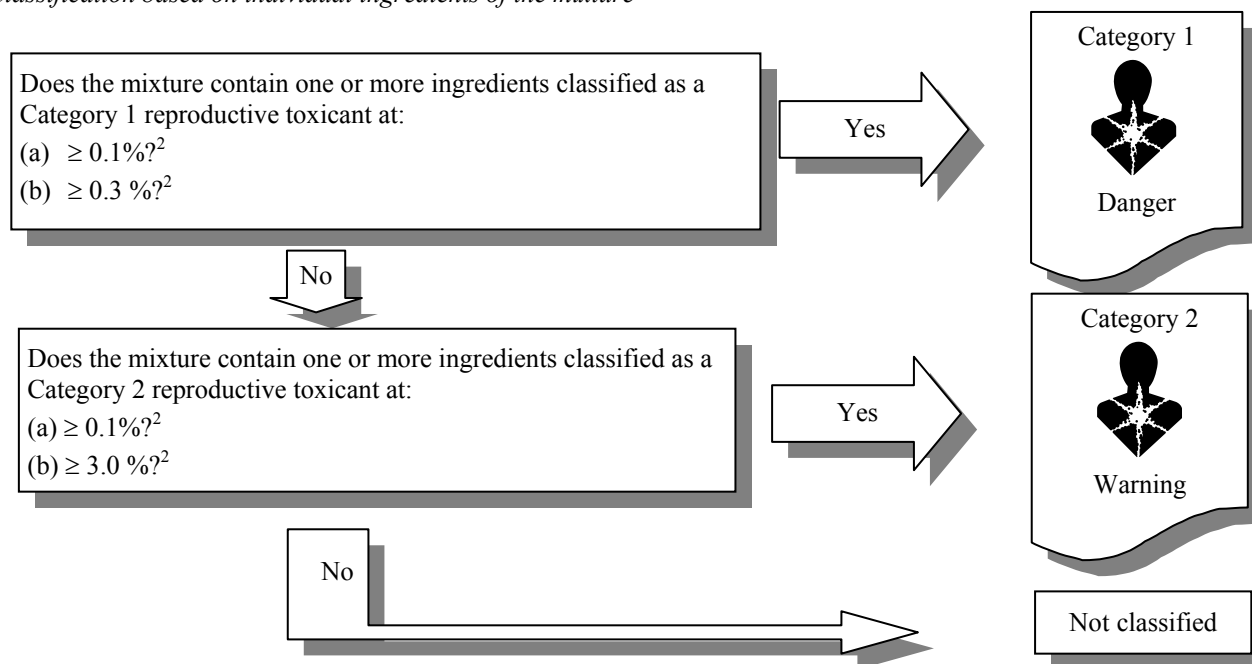 Classification based on individual ingredients of the mixture
Does the mixture contain one or more ingredients classified as a
Category 1 reproductive toxicant at:
(a) ≥ 0.1%?²
(b) ≥ 0.3 %?²
Yes
Category 1
Danger
No
Does the mixture contain one or more ingredients classified as a
Category 2 reproductive toxicant at:
(a) ≥ 0.1%?²
(b) ≥ 3.0 %?²
Yes
Category 2
Warning
No
Not classified